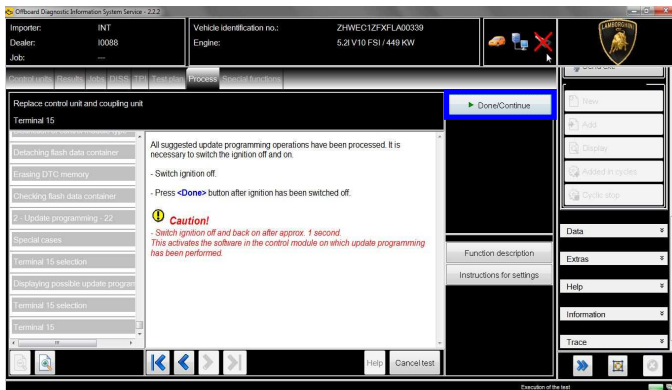 Offboard Diagnostic Information System Service - 2.2.2
Importer: INT
Dealer: I0088
Job: ---
Vehicle identification no.: ZHWEC1ZFXFLA00339
Engine: 5.2l V10 FSI / 449 KW
LAMBORGHINI
Control units Results Jobs DISS TPI Test plan Process Special functions
Replace control unit and coupling unit
Terminal 15
Detaching flash data container
Erasing DTC memory
Checking flash data container
2 - Update programming - 22
Special cases
Terminal 15 selection
Displaying possible update program
Terminal 15 selection
Terminal 15
All suggested update programming operations have been processed. It is
necessary to switch the ignition off and on.
- Switch ignition off.
- Press <Done> button after ignition has been switched off.
Caution!
- Switch ignition off and back on after approx. 1 second.
This activates the software in the control module on which update programming
has been performed.
Done/Continue
Function description
Instructions for settings
Help
Cancel test
New
Add
Display
Added in cycles
Cyclic stop
Data
Extras
Help
Information
Trace
Execution of the test